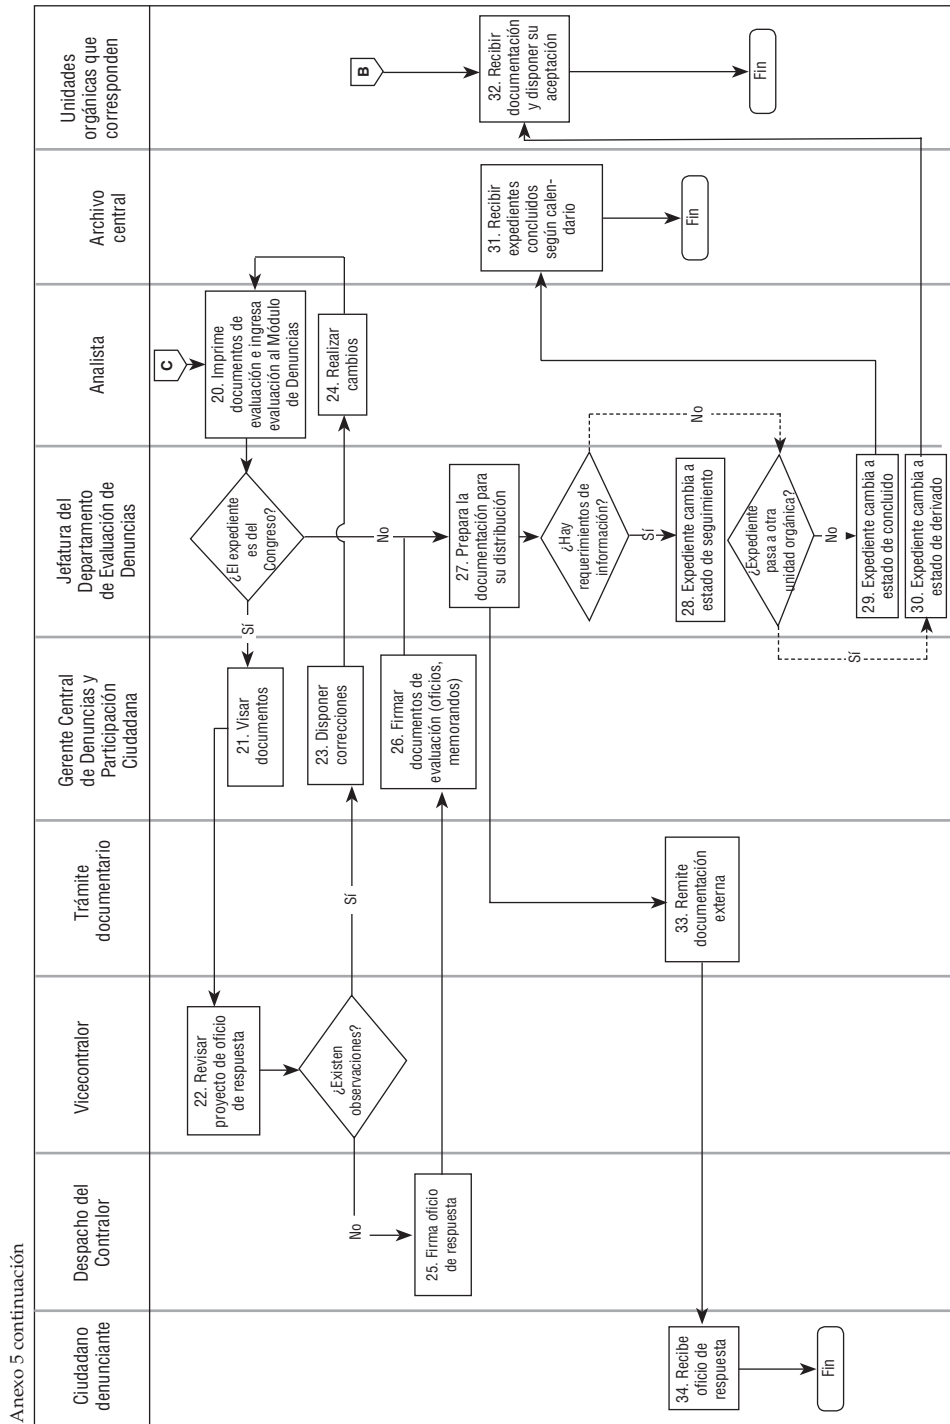 Anexo 5 continuación
Ciudadano
denunciante
Despacho del
Contralor
Vicecontralor
Trámite
documentario
Gerente Central
de Denuncias y
Participación
Ciudadana
Jefatura del
Departamento
de Evaluación de
Denuncias
Analista
Archivo
central
Unidades
orgánicas que
corresponden
C
20. Imprime
documentos de
evaluación e ingresa
evaluación al Módulo
de Denuncias
¿El expediente
es del
Congreso?
Sí
No
21. Visar
documentos
22. Revisar
proyecto de oficio
de respuesta
¿Existen
observaciones?
Sí
No
23. Disponer
correcciones
24. Realizar
cambios
25. Firma oficio
de respuesta
26. Firmar
documentos de
evaluación (oficios,
memorandos)
27. Prepara la
documentación para
su distribución
¿Hay
requerimientos de
información?
No
Sí
28. Expediente cambia a
estado de seguimiento
¿Expediente
pasa a otra
unidad orgánica?
No
Sí
29. Expediente cambia a
estado de concluido
30. Expediente cambia a
estado de derivado
31. Recibir
expedientes
concluidos
según calen-
dario
Fin
B
32. Recibir
documentación
y disponer su
aceptación
Fin
33. Remite
documentación
externa
34. Recibe
oficio de
respuesta
Fin